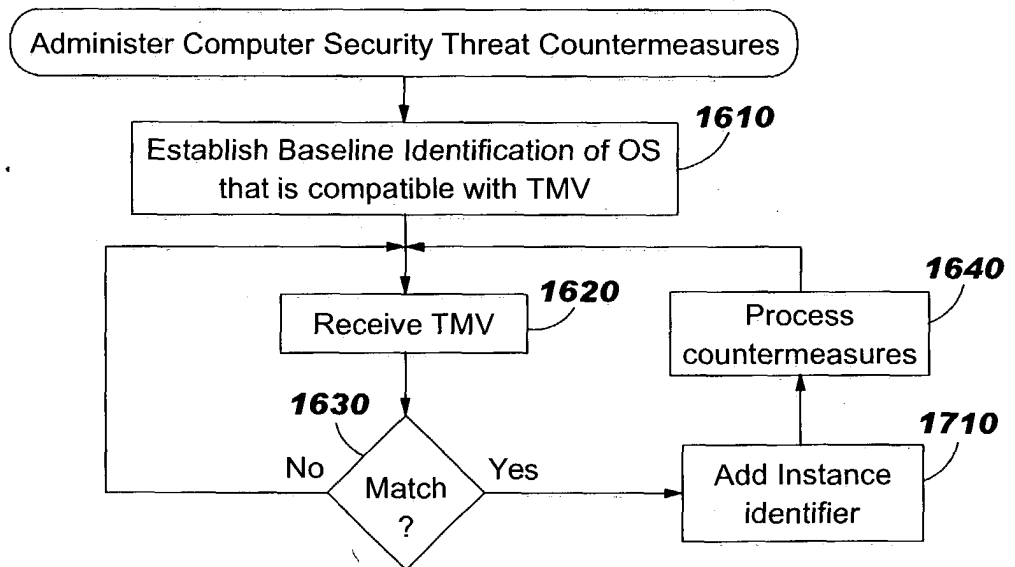 Administer Computer Security Threat Countermeasures
1610
Establish Baseline Identification of OS
that is compatible with TMV
1620
Receive TMV
1640
Process
countermeasures
1630
No
Match
?
Yes
1710
Add Instance
identifier